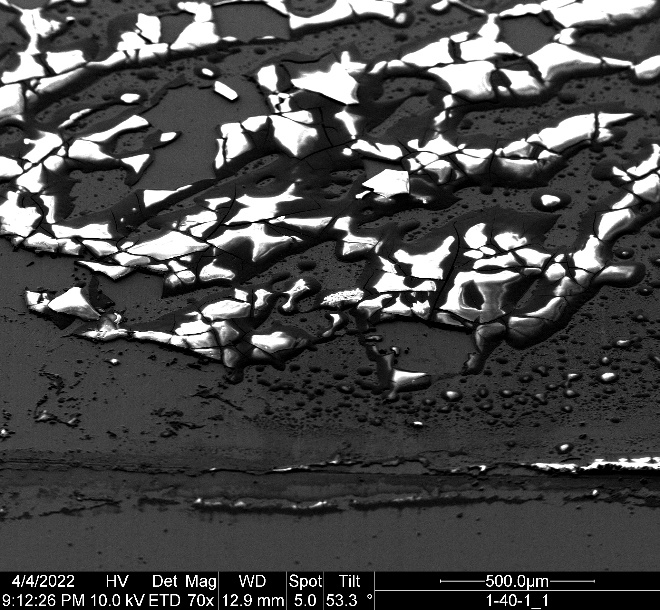 4/4/2022 HV Det Mag WD Spot Tilt 500.0µm
9:12:26 PM 10.0 kV ETD 70x 12.9 mm 5.0 53.3 ° 1-40-1_1